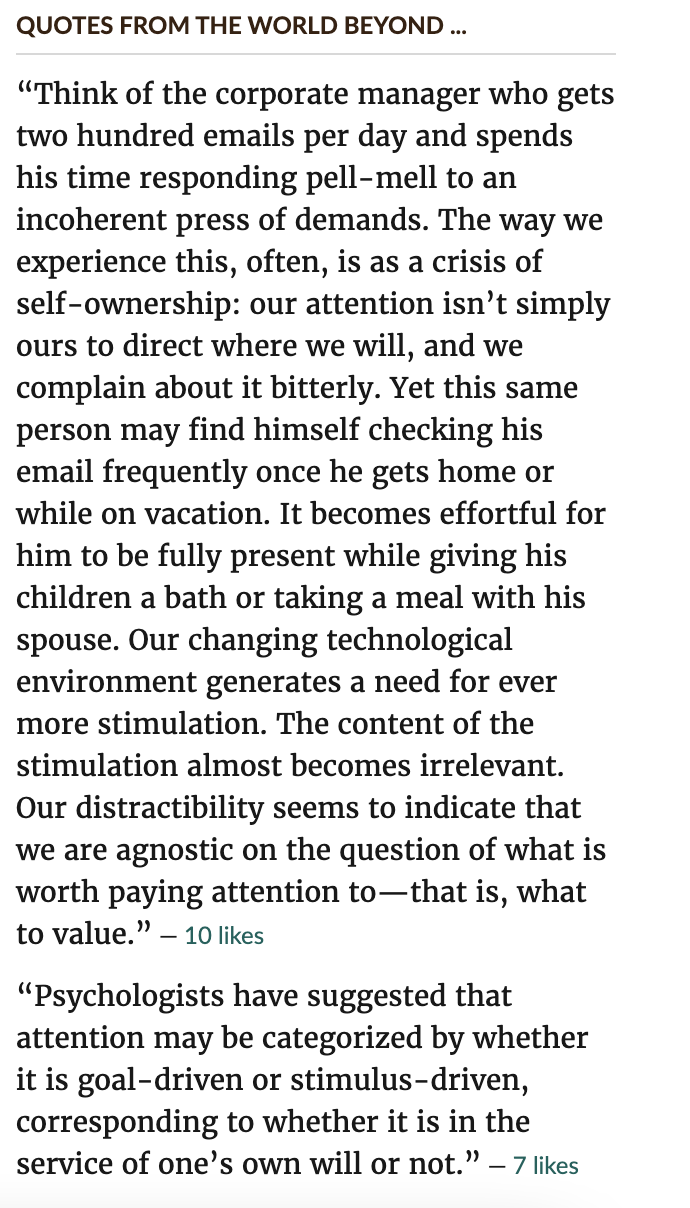 QUOTES FROM THE WORLD BEYOND ...
“Think of the corporate manager who gets
two hundred emails per day and spends
his time responding pell-mell to an
incoherent press of demands. The way we
experience this, often, is as a crisis of
self-ownership: our attention isn’t simply
ours to direct where we will, and we
complain about it bitterly. Yet this same
person may find himself checking his
email frequently once he gets home or
while on vacation. It becomes effortful for
him to be fully present while giving his
children a bath or taking a meal with his
spouse. Our changing technological
environment generates a need for ever
more stimulation. The content of the
stimulation almost becomes irrelevant.
Our distractibility seems to indicate that
we are agnostic on the question of what is
worth paying attention to—that is, what
to value.” – 10 likes
“Psychologists have suggested that
attention may be categorized by whether
it is goal-driven or stimulus-driven,
corresponding to whether it is in the
service of one’s own will or not.” – 7 likes